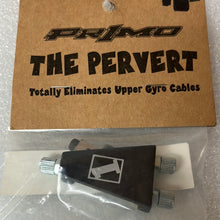 PRIMO
THE PERVERT
Totally Eliminates Upper Gyro Cables